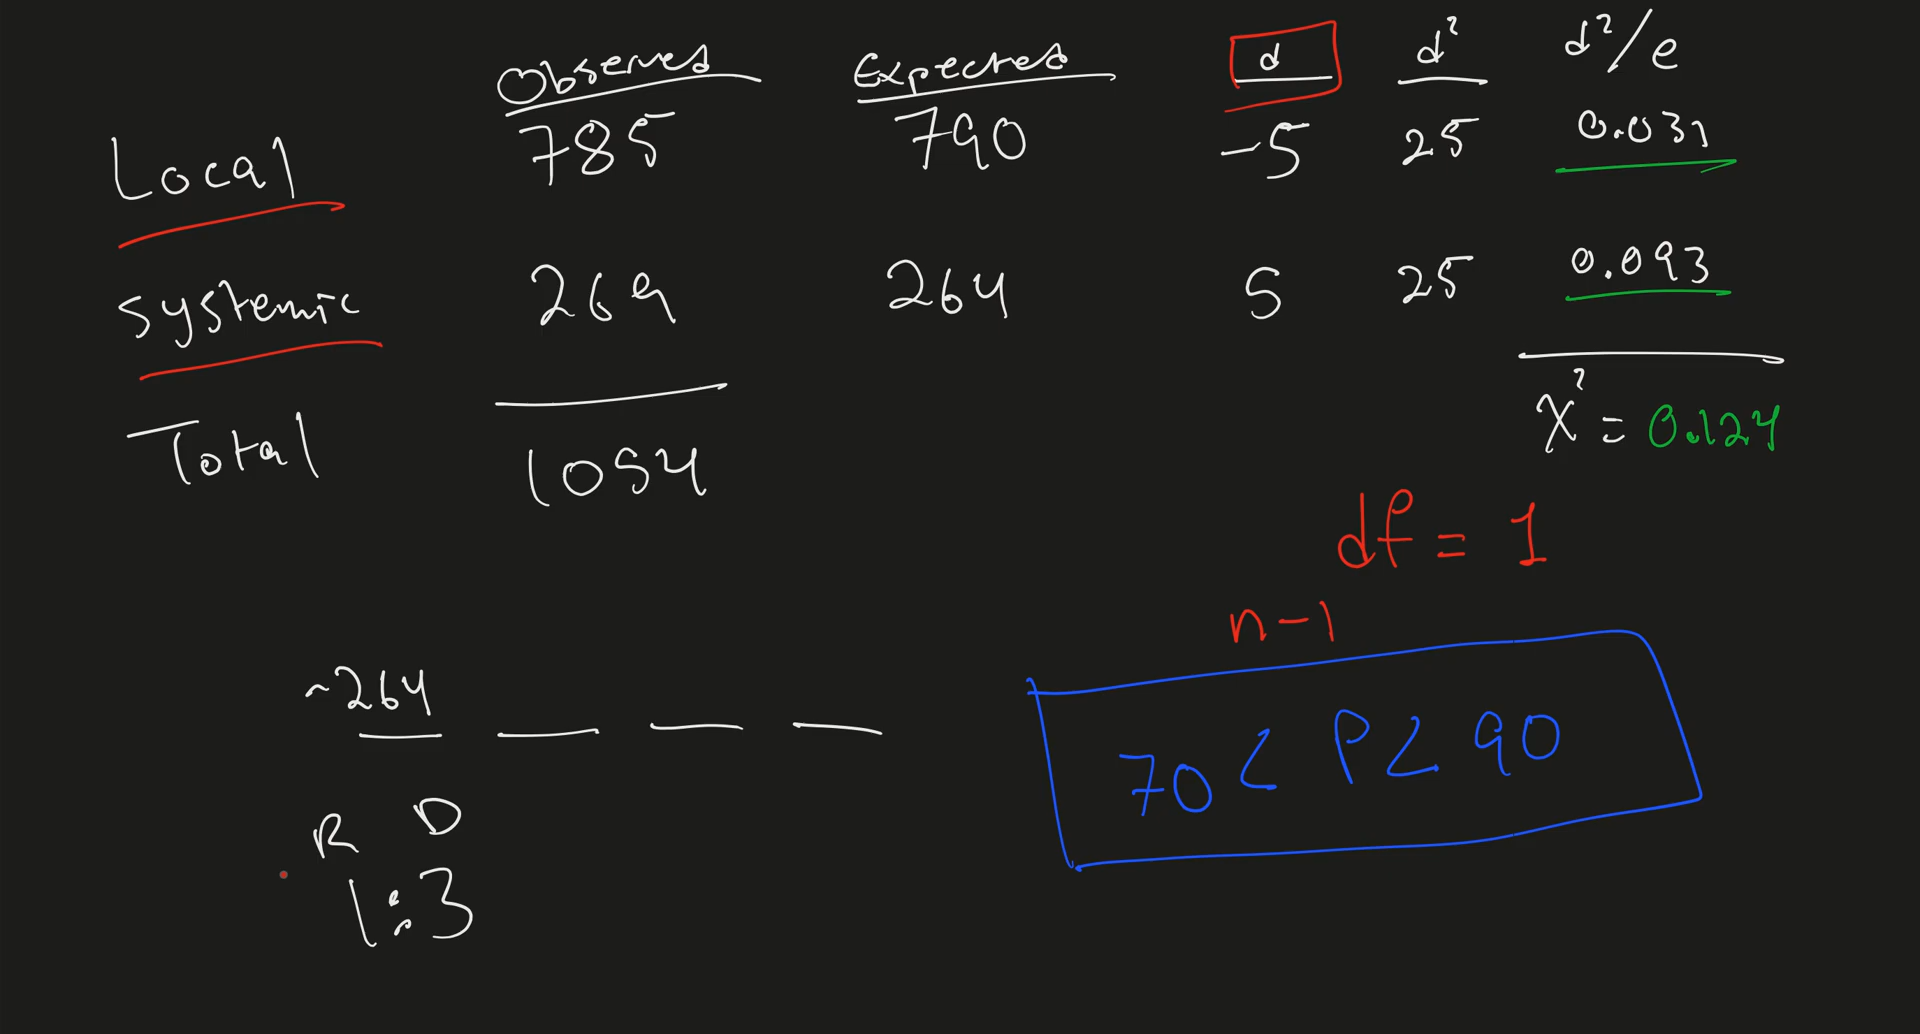 Observed Expected d d² d²/e
Local 785 790 -5 25 0.031
systemic 269 264 5 25 0.093
Total 1054
X² = 0.124
df = 1
n-1
~264
70 < P < 90
R D
1:3